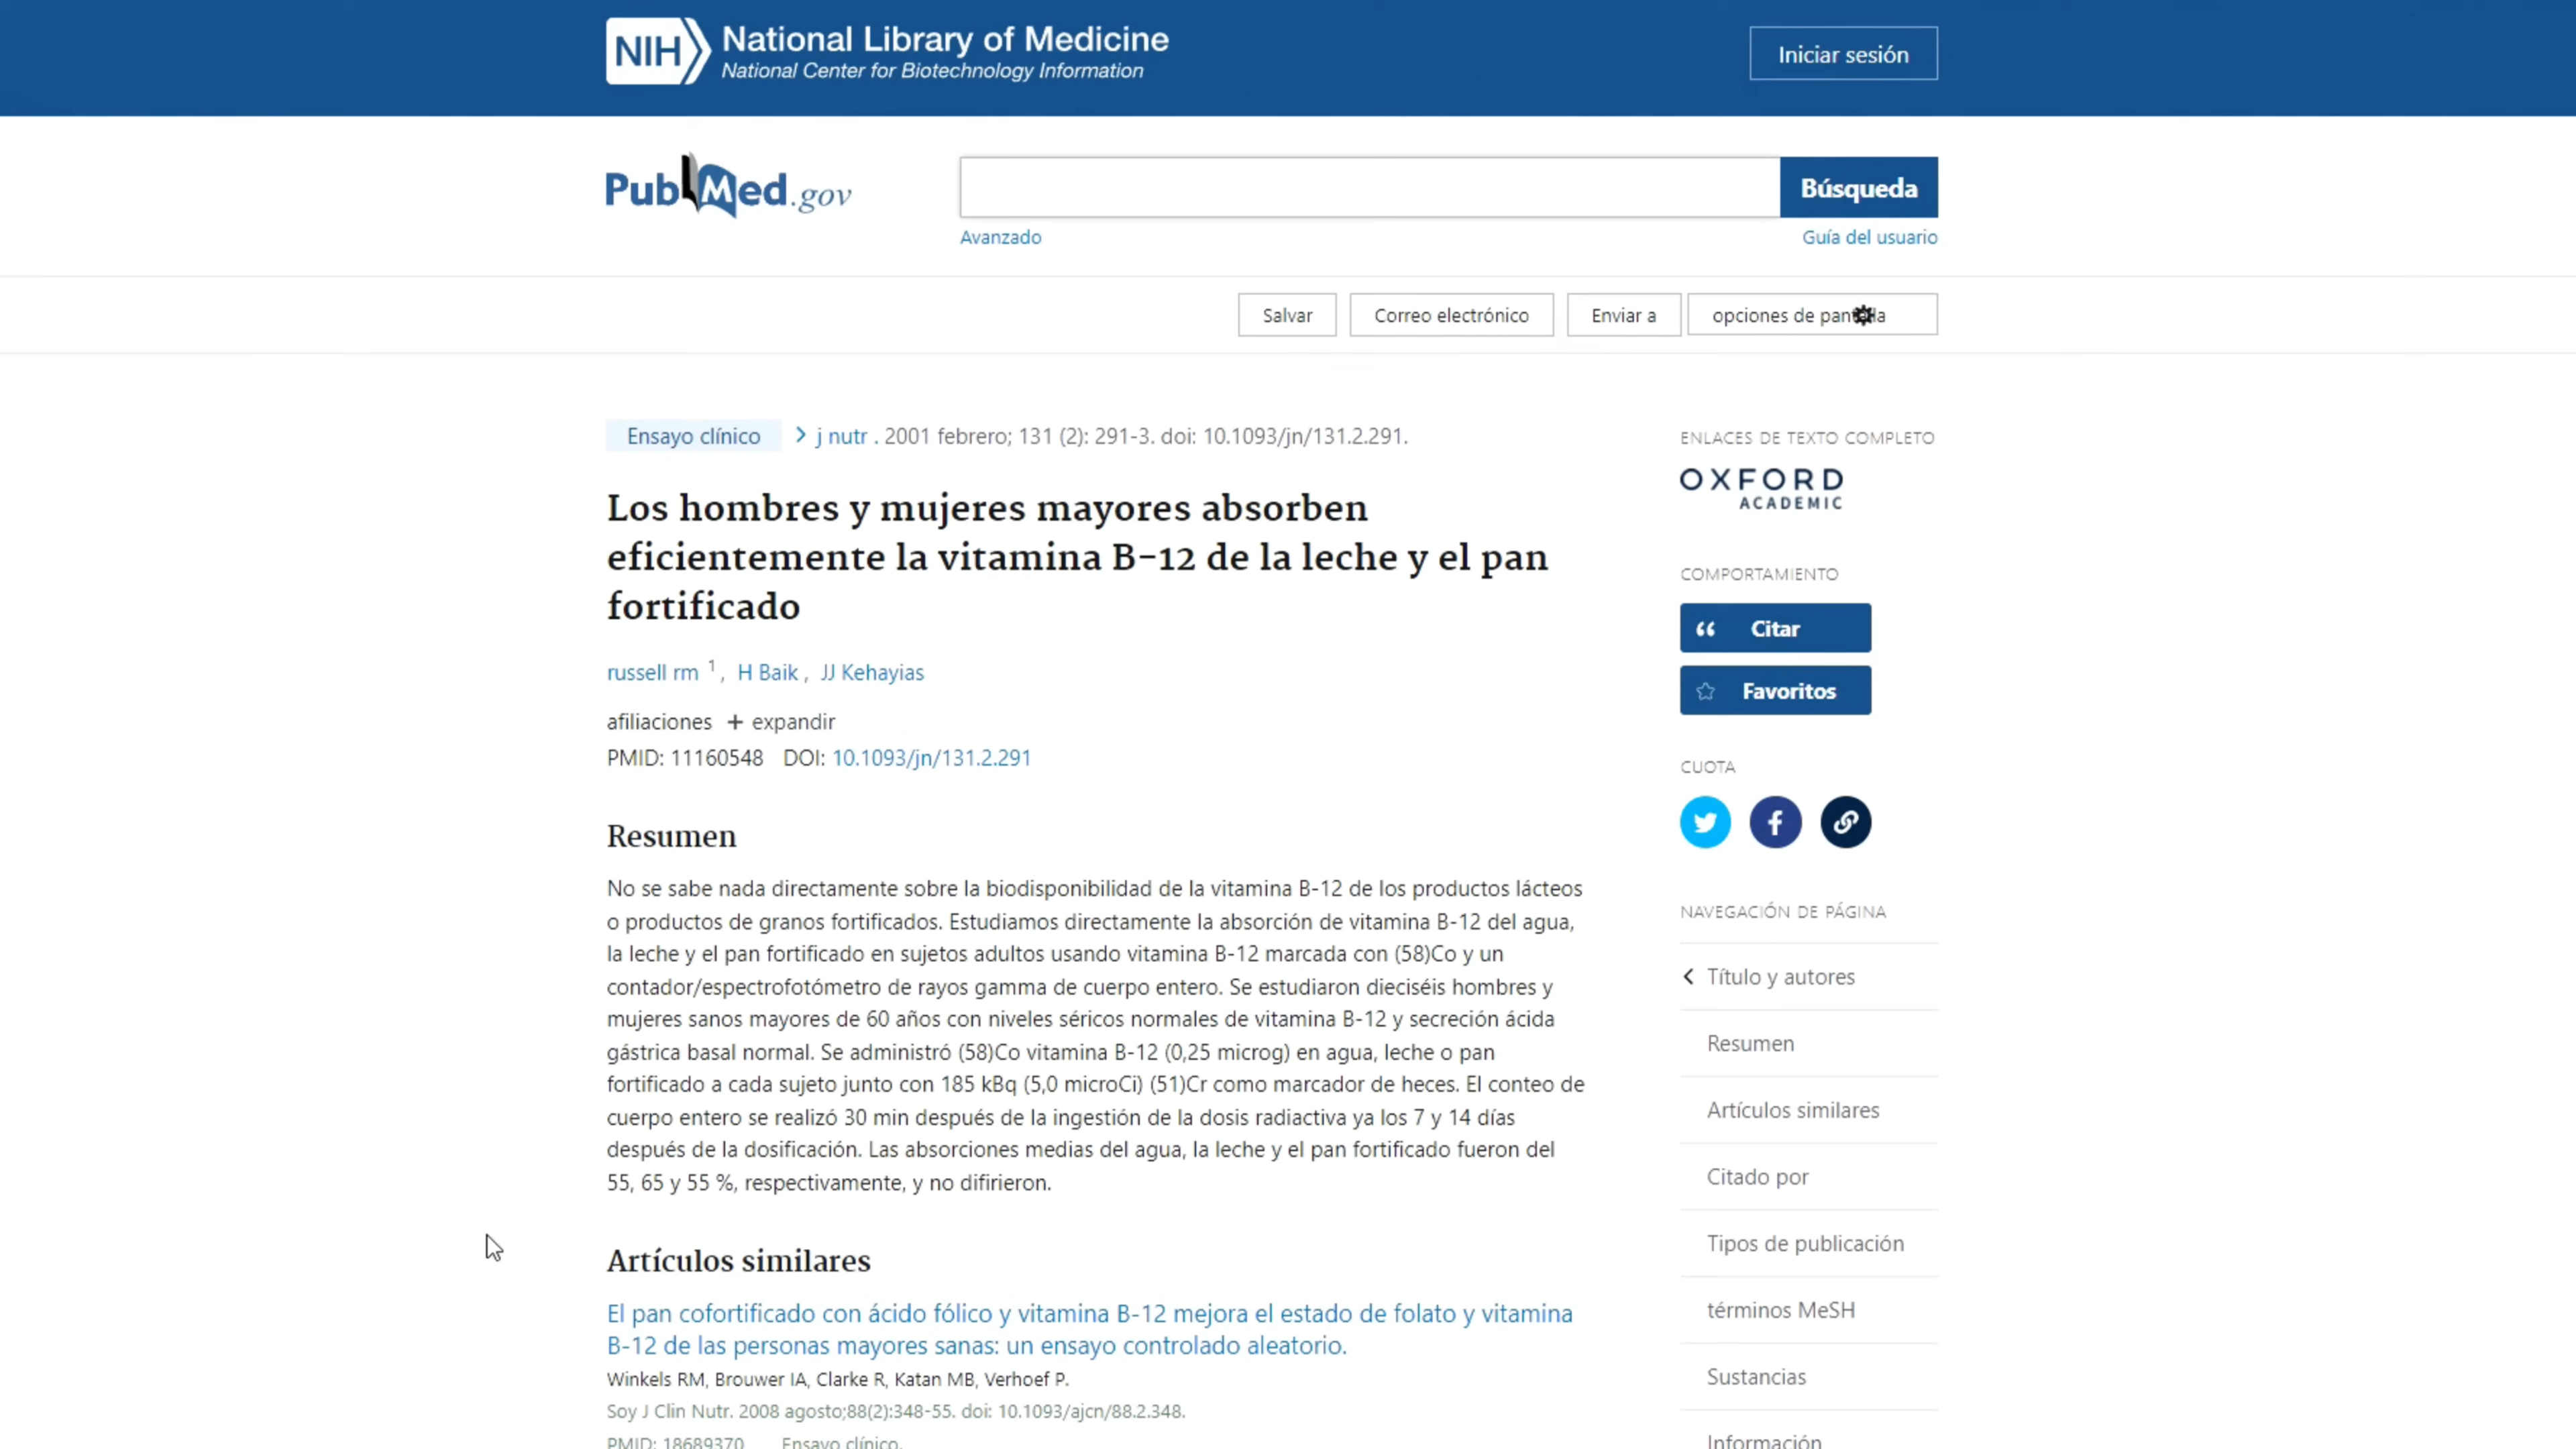 NIH National Library of Medicine
National Center for Biotechnology Information
Iniciar sesión
PubMed.gov
Búsqueda
Avanzado
Guía del usuario
Salvar
Correo electrónico
Enviar a
opciones de pantalla
Ensayo clínico
j nutr . 2001 febrero; 131 (2): 291-3. doi: 10.1093/jn/131.2.291.
Los hombres y mujeres mayores absorben
eficientemente la vitamina B-12 de la leche y el pan
fortificado
russell rm 1 , H Baik , JJ Kehayias
afiliaciones + expandir
PMID: 11160548 DOI: 10.1093/jn/131.2.291
Resumen
No se sabe nada directamente sobre la biodisponibilidad de la vitamina B-12 de los productos lácteos
o productos de granos fortificados. Estudiamos directamente la absorción de vitamina B-12 del agua,
la leche y el pan fortificado en sujetos adultos usando vitamina B-12 marcada con (58)Co y un
contador/espectrofotómetro de rayos gamma de cuerpo entero. Se estudiaron dieciséis hombres y
mujeres sanos mayores de 60 años con niveles séricos normales de vitamina B-12 y secreción ácida
gástrica basal normal. Se administró (58)Co vitamina B-12 (0,25 microg) en agua, leche o pan
fortificado a cada sujeto junto con 185 kBq (5,0 microCi) (51)Cr como marcador de heces. El conteo de
cuerpo entero se realizó 30 min después de la ingestión de la dosis radiactiva ya los 7 y 14 días
después de la dosificación. Las absorciones medias del agua, la leche y el pan fortificado fueron del
55, 65 y 55 %, respectivamente, y no difirieron.
Artículos similares
El pan cofortificado con ácido fólico y vitamina B-12 mejora el estado de folato y vitamina
B-12 de las personas mayores sanas: un ensayo controlado aleatorio.
Winkels RM, Brouwer IA, Clarke R, Katan MB, Verhoef P.
Soy J Clin Nutr. 2008 agosto;88(2):348-55. doi: 10.1093/ajcn/88.2.348.
PMID: 18689370 Ensayo clínico.
ENLACES DE TEXTO COMPLETO
OXFORD
ACADEMIC
COMPORTAMIENTO
Citar
Favoritos
CUOTA
NAVEGACIÓN DE PÁGINA
Título y autores
Resumen
Artículos similares
Citado por
Tipos de publicación
términos MeSH
Sustancias
Información